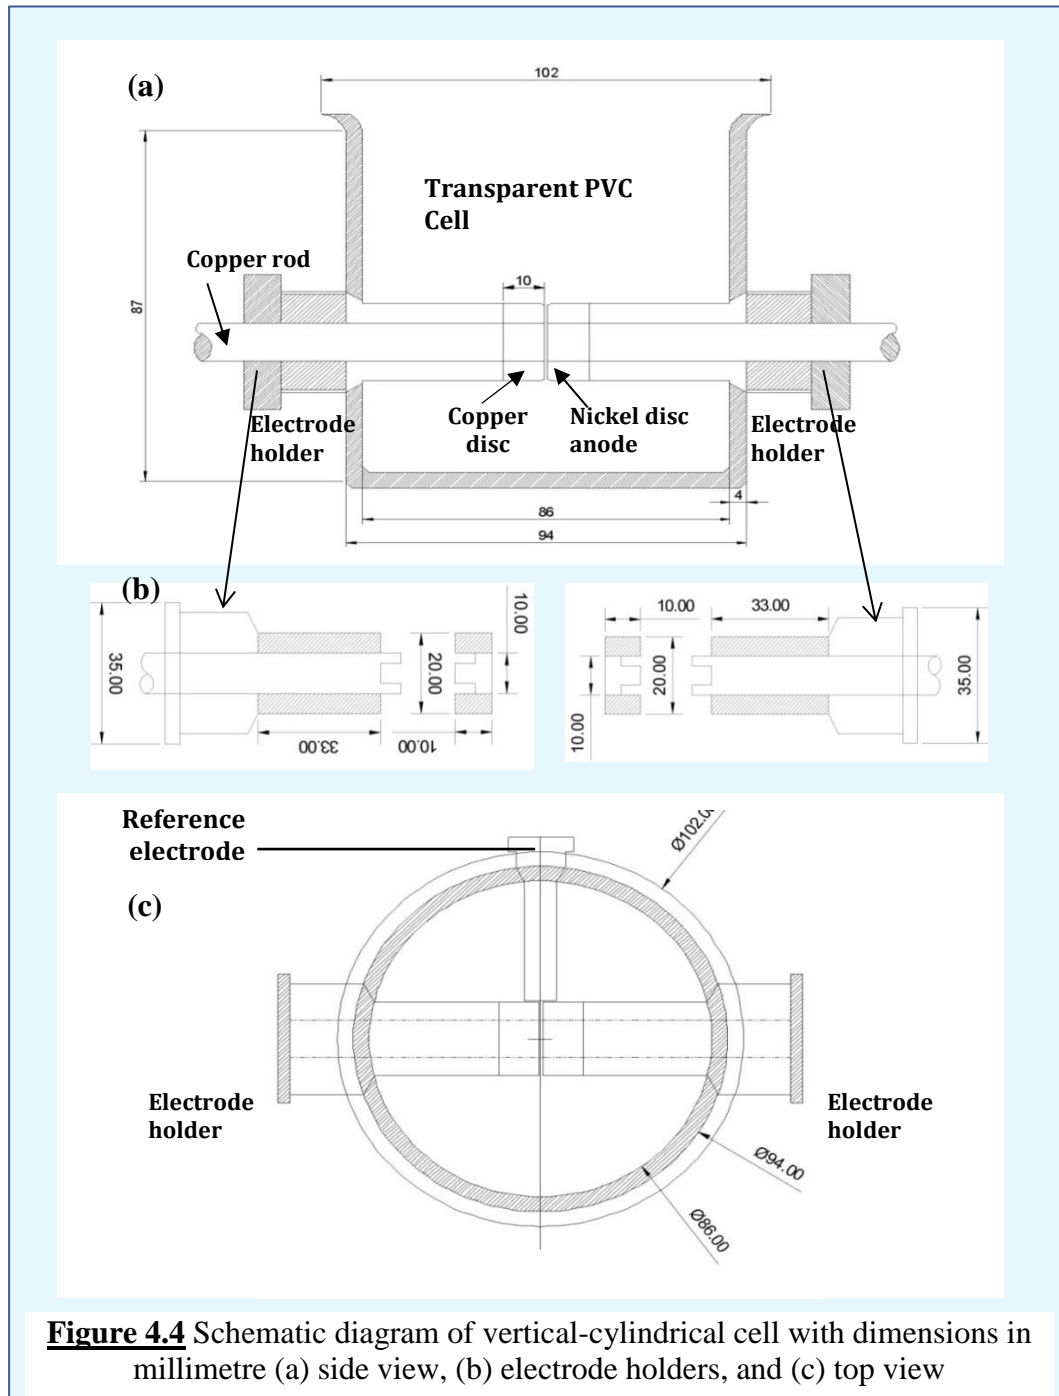 (a)
102
Transparent PVC
Cell
Copper rod
10
87
Copper
disc
Nickel disc
anode
Electrode
holder
Electrode
holder
4
86
94
(b)
35.00
33.00
10.00
20.00
10.00
10.00
33.00
20.00
10.00
35.00
Reference
electrode
Ø102.00
(c)
Electrode
holder
Electrode
holder
Ø94.00
Ø86.00
Figure 4.4 Schematic diagram of vertical-cylindrical cell with dimensions in
millimetre (a) side view, (b) electrode holders, and (c) top view